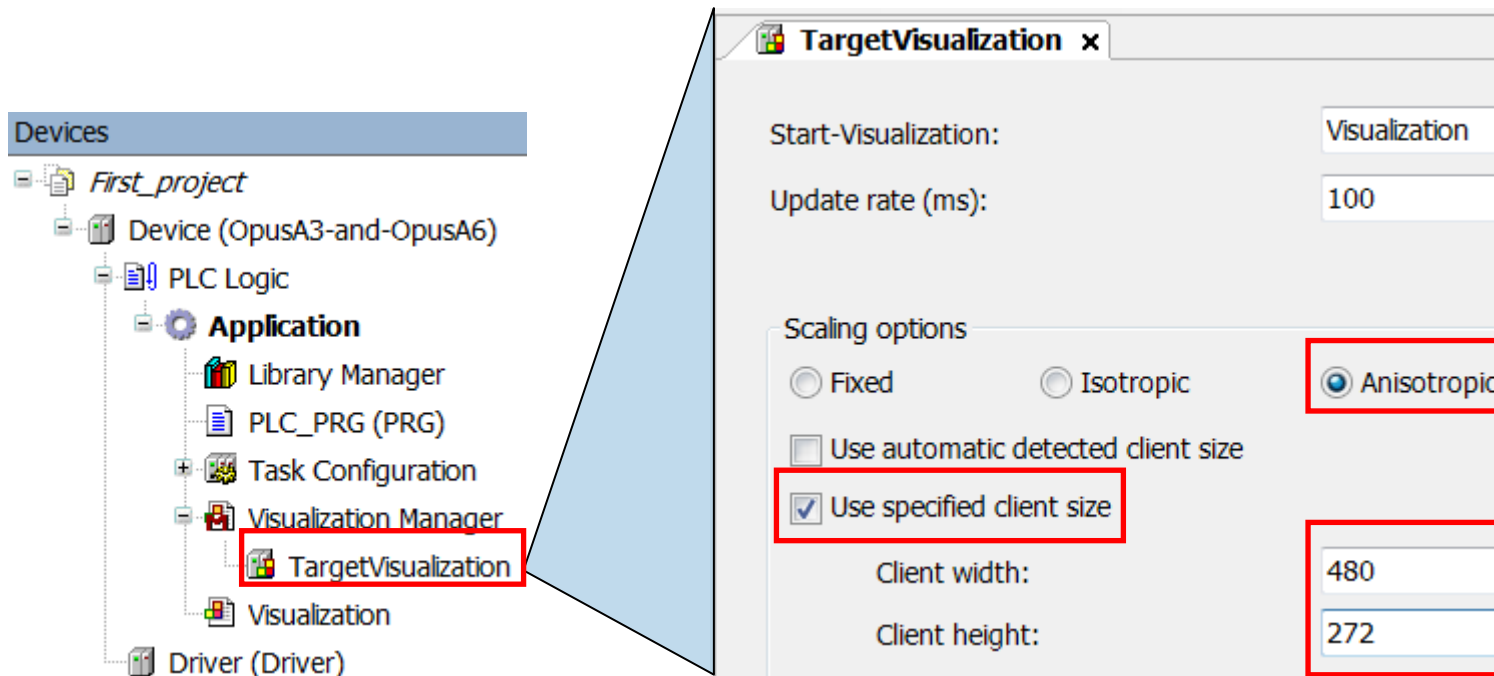 Devices
First_project
Device (OpusA3-and-OpusA6)
PLC Logic
Application
Library Manager
PLC_PRG (PRG)
Task Configuration
Visualization Manager
TargetVisualization
Visualization
Driver (Driver)
TargetVisualization x
Start-Visualization: Visualization
Update rate (ms): 100
Scaling options
Fixed Isotropic Anisotropic
Use automatic detected client size
Use specified client size
Client width: 480
Client height: 272